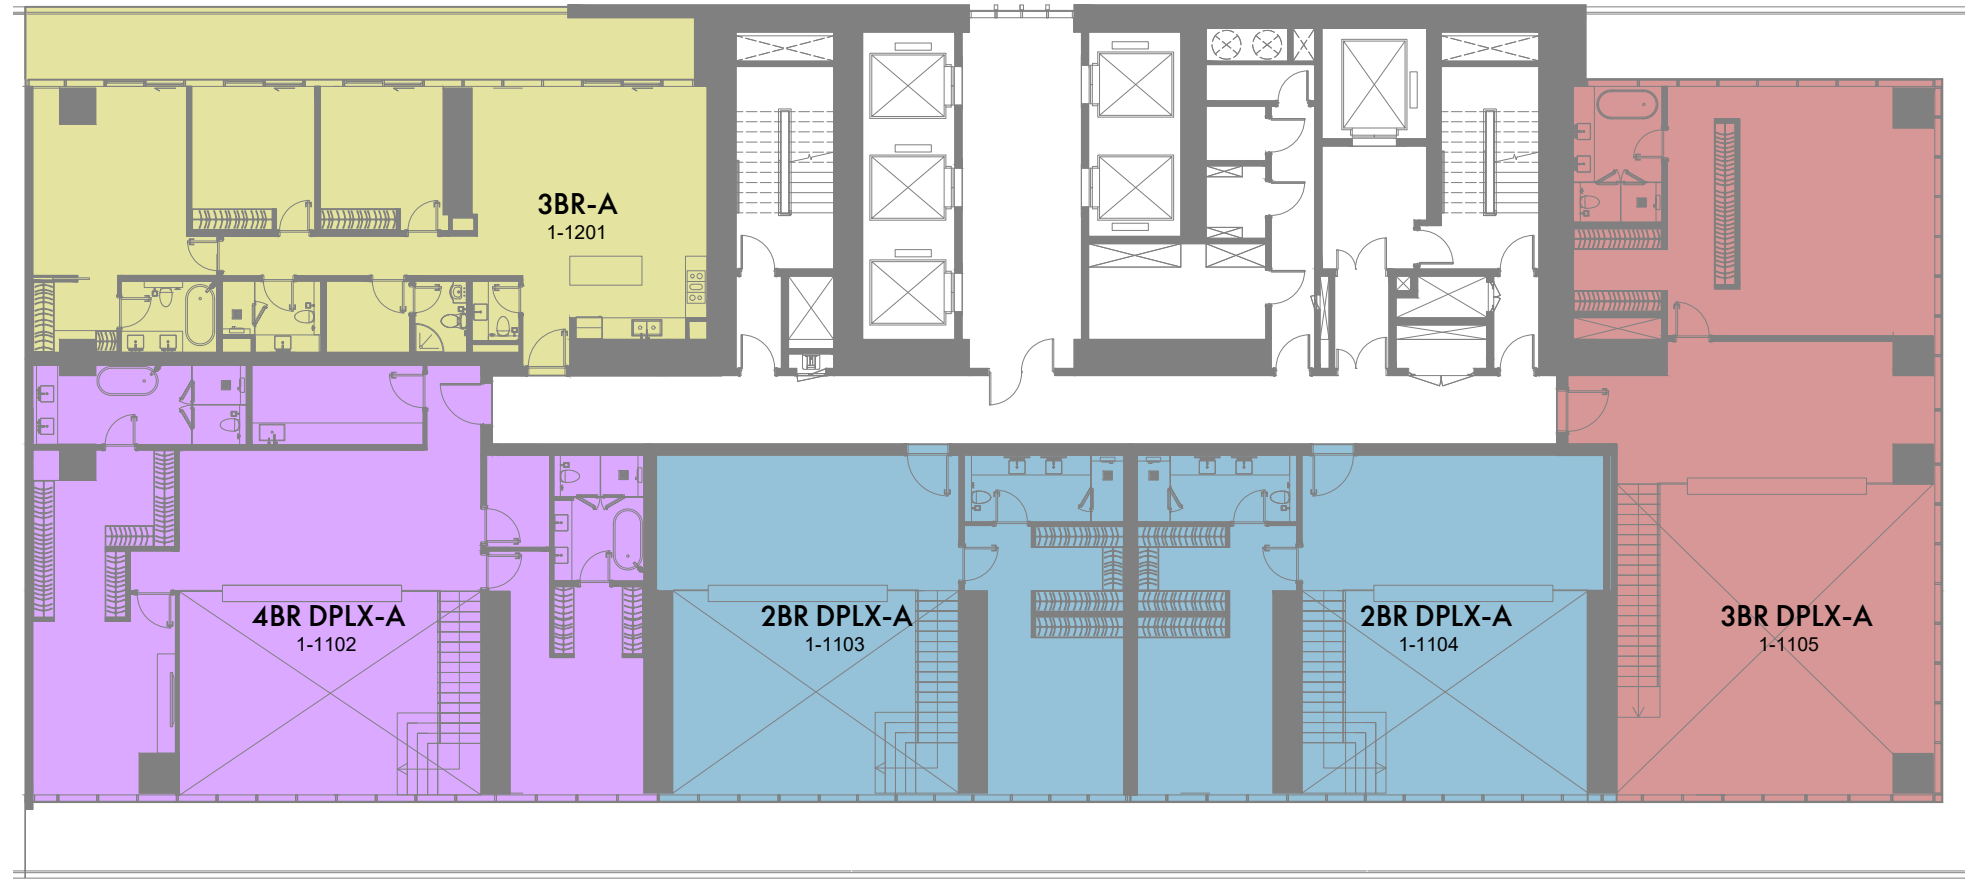 3BR-A
1-1201
4BR DPLX-A
1-1102
2BR DPLX-A
1-1103
2BR DPLX-A
1-1104
3BR DPLX-A
1-1105